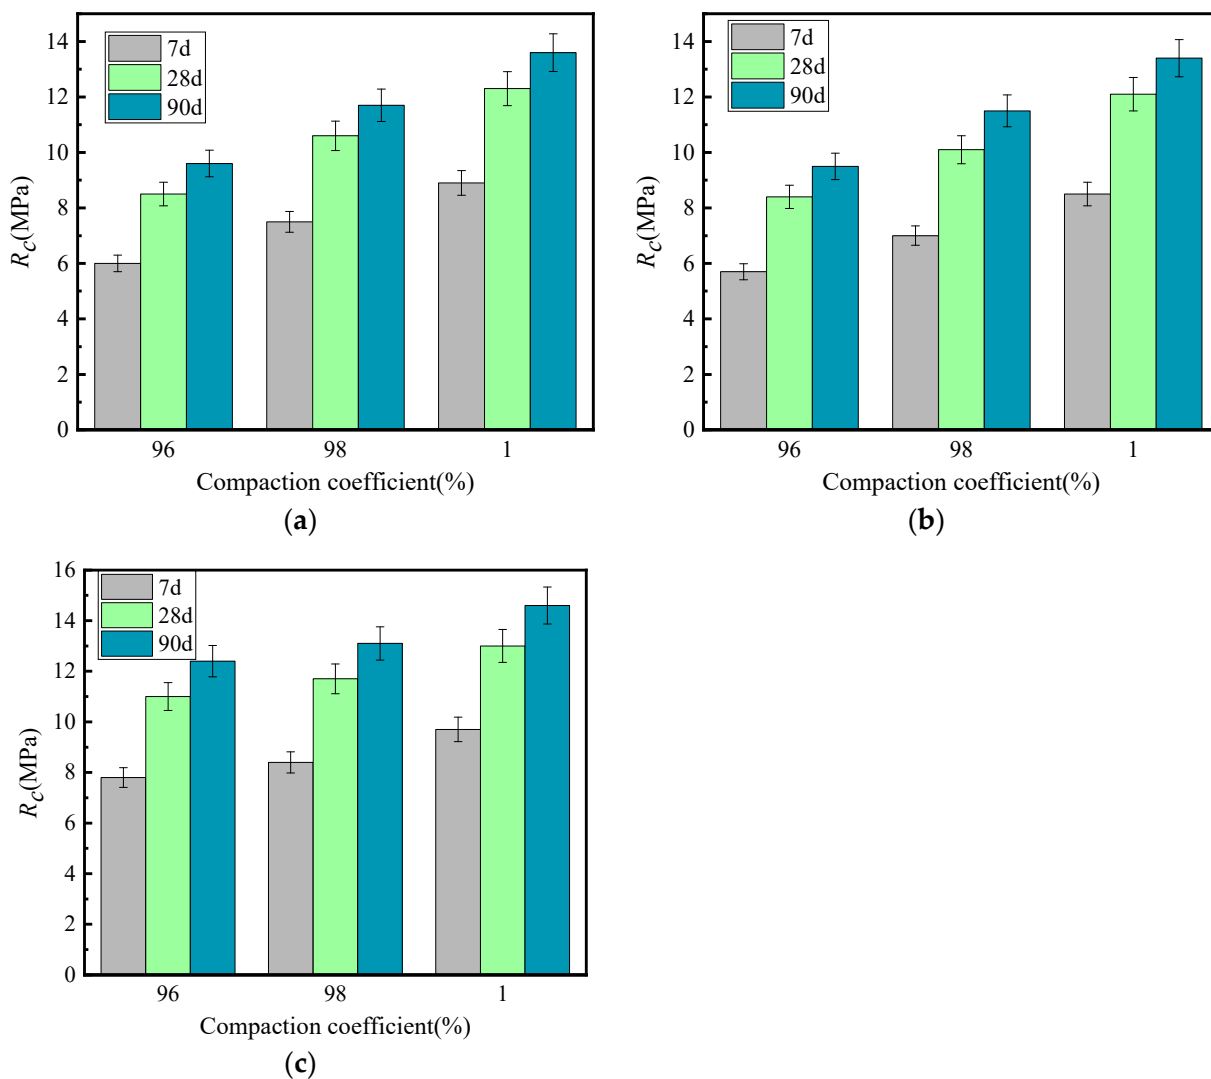 14
12
10
8
6
4
2
0
R_C(MPa)
7d
28d
90d
96 98 1
Compaction coefficient(%)
(a)
14
12
10
8
6
4
2
0
R_C(MPa)
7d
28d
90d
96 98 1
Compaction coefficient(%)
(b)
16
14
12
10
8
6
4
2
0
R_C(MPa)
7d
28d
90d
96 98 1
Compaction coefficient(%)
(c)